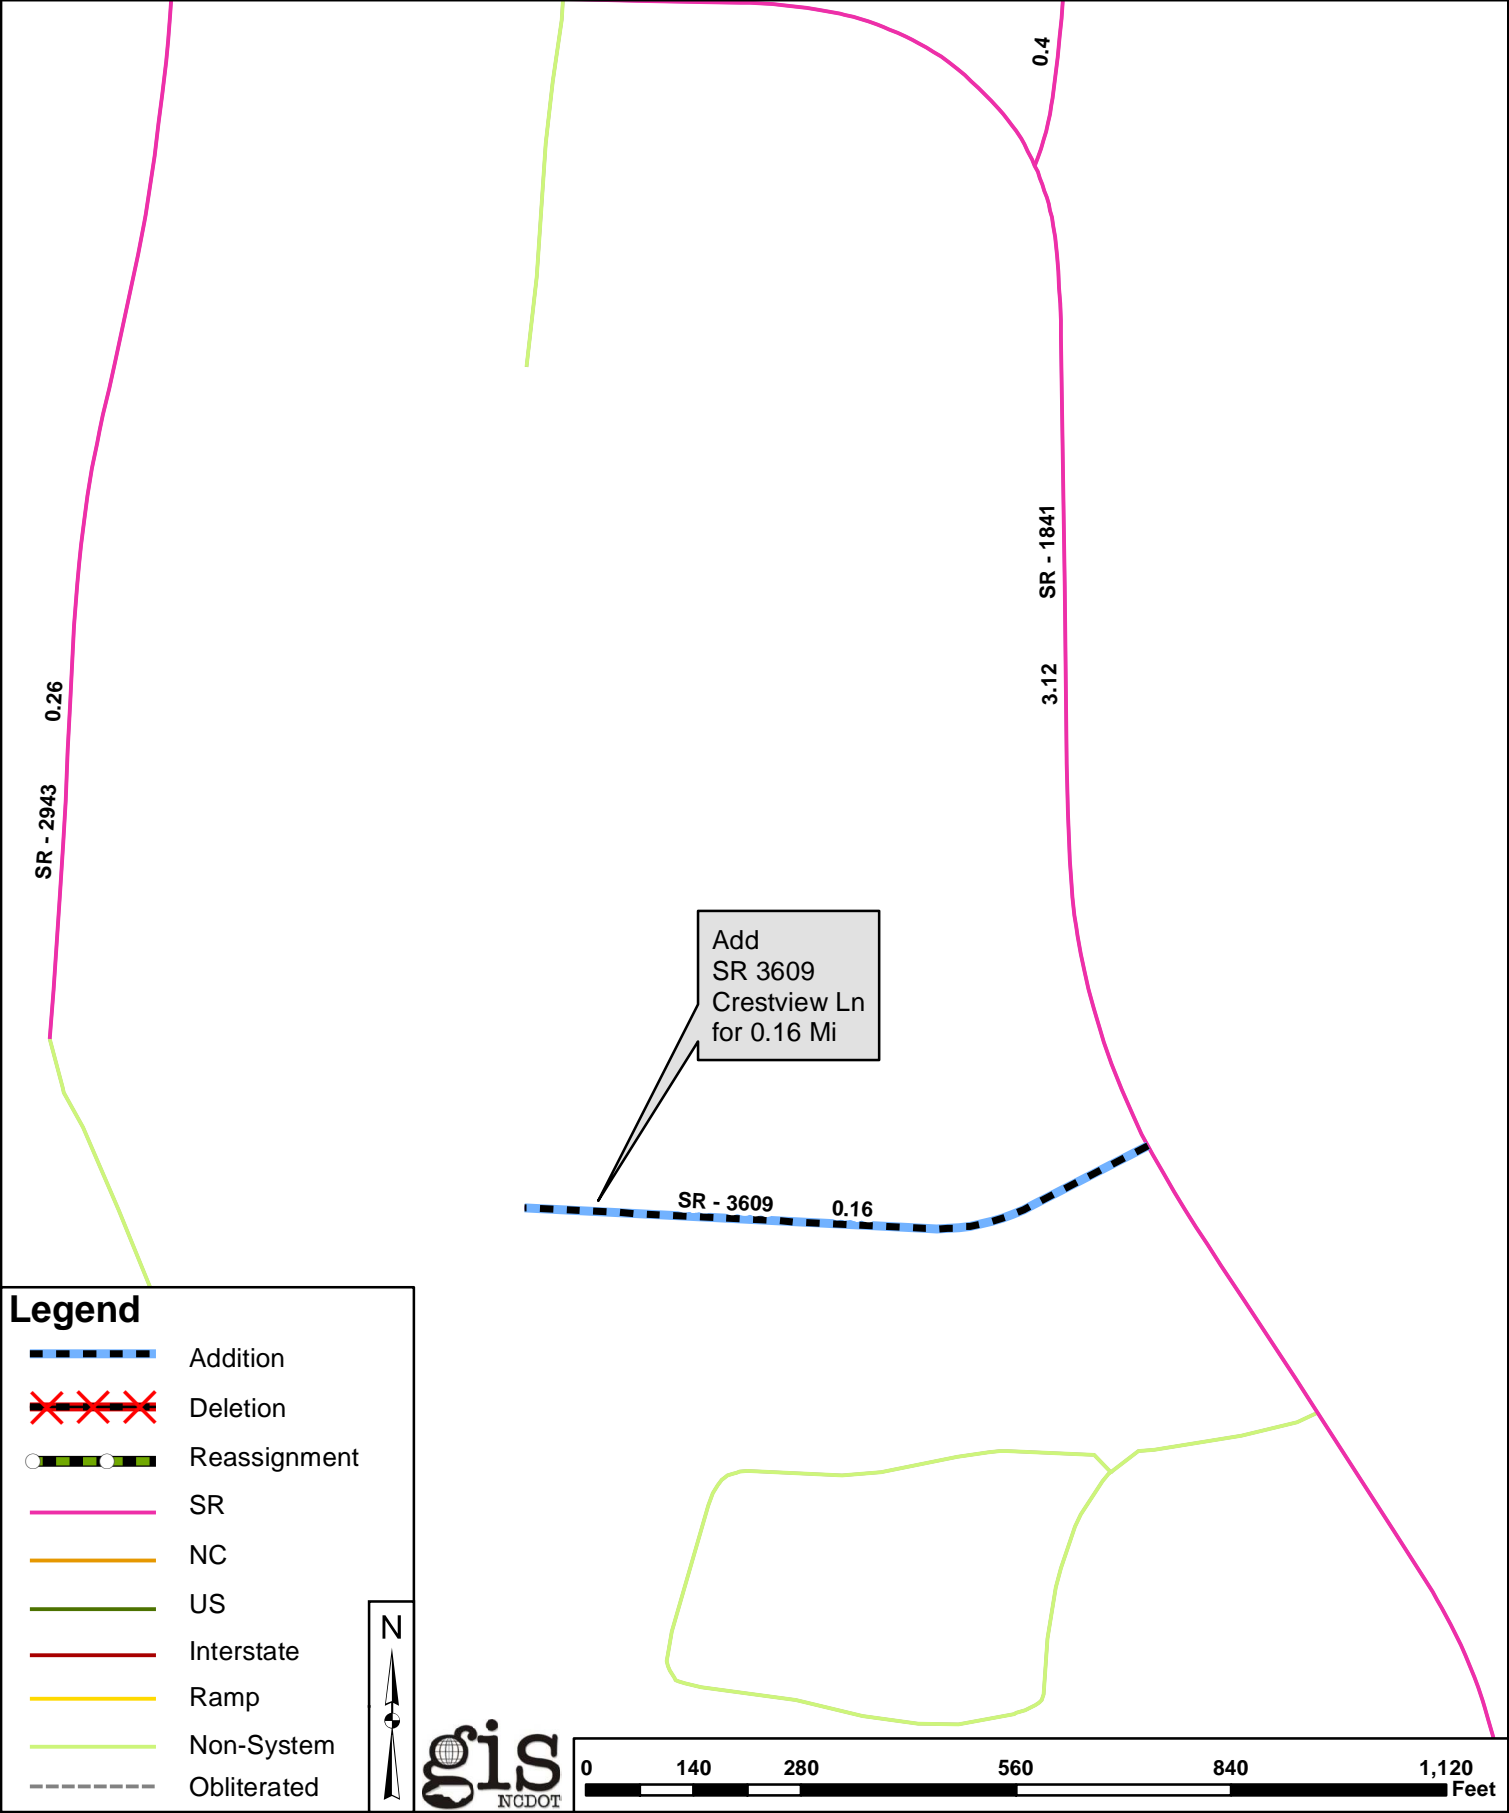 0.4
SR - 1841
3.12
0.26
SR - 2943
Add
SR 3609
Crestview Ln
for 0.16 Mi
SR - 3609 0.16
Legend
Addition
Deletion
Reassignment
SR
NC
US
Interstate
Ramp
Non-System
Obliterated
N
gis
NCDOT
0 140 280 560 840 1,120
Feet